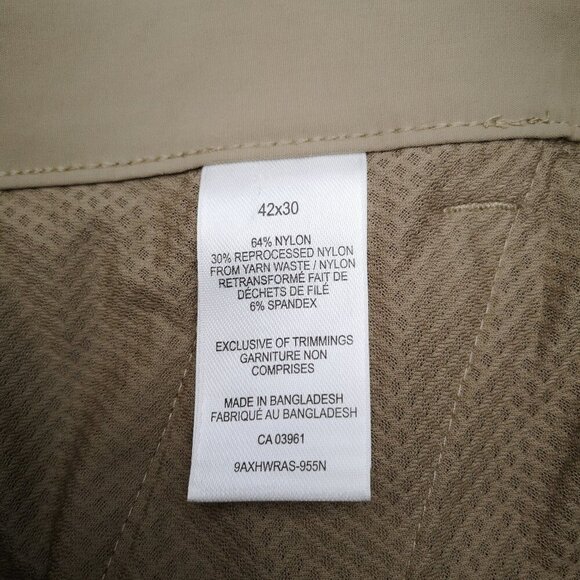 42x30
64% NYLON
30% REPROCESSED NYLON
FROM YARN WASTE / NYLON
RETRANSFORMÉ FAIT DE
DÉCHETS DE FILÉ
6% SPANDEX
EXCLUSIVE OF TRIMMINGS
GARNITURE NON
COMPRISES
MADE IN BANGLADESH
FABRIQUÉ AU BANGLADESH
CA 03961
9AXHWRAS-955N